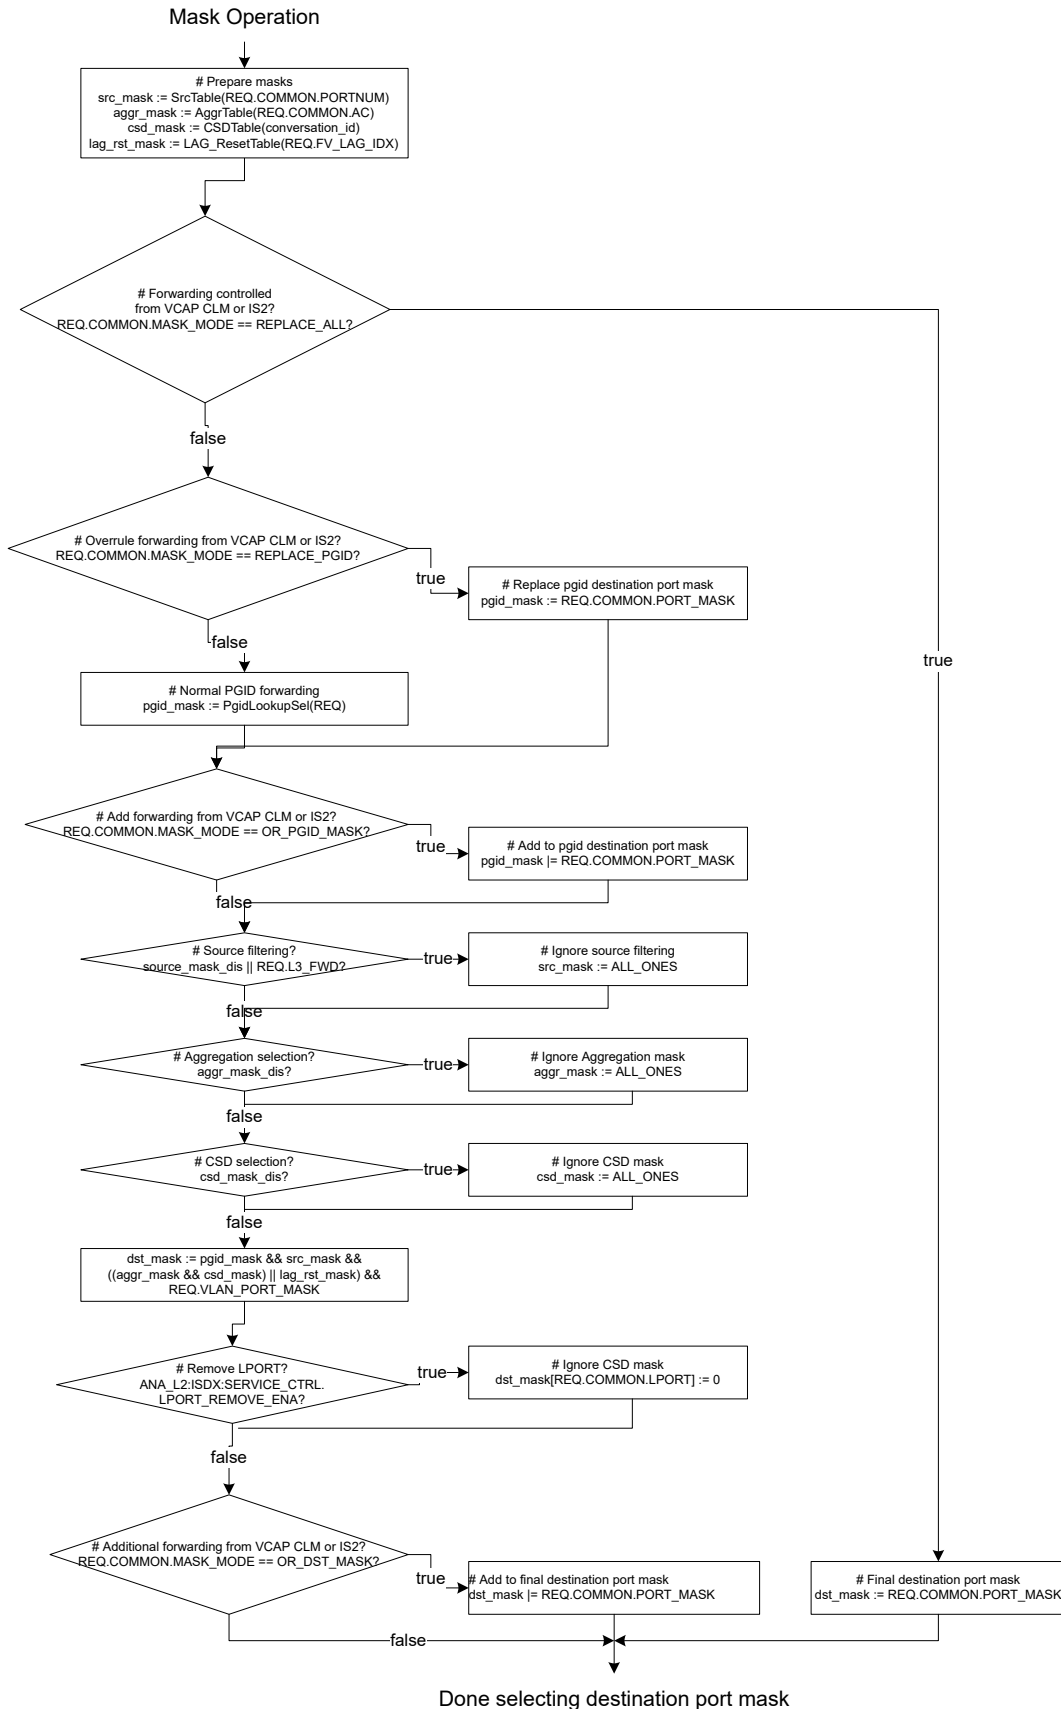 Mask Operation
# Prepare masks
src_mask := SrcTable(REQ.COMMON.PORTNUM)
aggr_mask := AggrTable(REQ.COMMON.AC)
csd_mask := CSDTable(conversation_id)
lag_rst_mask := LAG_ResetTable(REQ.FV_LAG_IDX)
# Forwarding controlled
from VCAP CLM or IS2?
REQ.COMMON.MASK_MODE == REPLACE_ALL?
false
# Overrule forwarding from VCAP CLM or IS2?
REQ.COMMON.MASK_MODE == REPLACE_PGID?
true
# Replace pgid destination port mask
pgid_mask := REQ.COMMON.PORT_MASK
false
true
# Normal PGID forwarding
pgid_mask := PgidLookupSel(REQ)
# Add forwarding from VCAP CLM or IS2?
REQ.COMMON.MASK_MODE == OR_PGID_MASK?
true
# Add to pgid destination port mask
pgid_mask |= REQ.COMMON.PORT_MASK
false
# Source filtering?
source_mask_dis || REQ.L3_FWD?
true
# Ignore source filtering
src_mask := ALL_ONES
false
# Aggregation selection?
aggr_mask_dis?
true
# Ignore Aggregation mask
aggr_mask := ALL_ONES
false
# CSD selection?
csd_mask_dis?
true
# Ignore CSD mask
csd_mask := ALL_ONES
false
dst_mask := pgid_mask && src_mask &&
((aggr_mask && csd_mask) || lag_rst_mask) &&
REQ.VLAN_PORT_MASK
# Remove LPORT?
ANA_L2:ISDX:SERVICE_CTRL.
LPORT_REMOVE_ENA?
true
# Ignore CSD mask
dst_mask[REQ.COMMON.LPORT] := 0
false
# Additional forwarding from VCAP CLM or IS2?
REQ.COMMON.MASK_MODE == OR_DST_MASK?
true
# Add to final destination port mask
dst_mask |= REQ.COMMON.PORT_MASK
# Final destination port mask
dst_mask := REQ.COMMON.PORT_MASK
false
Done selecting destination port mask